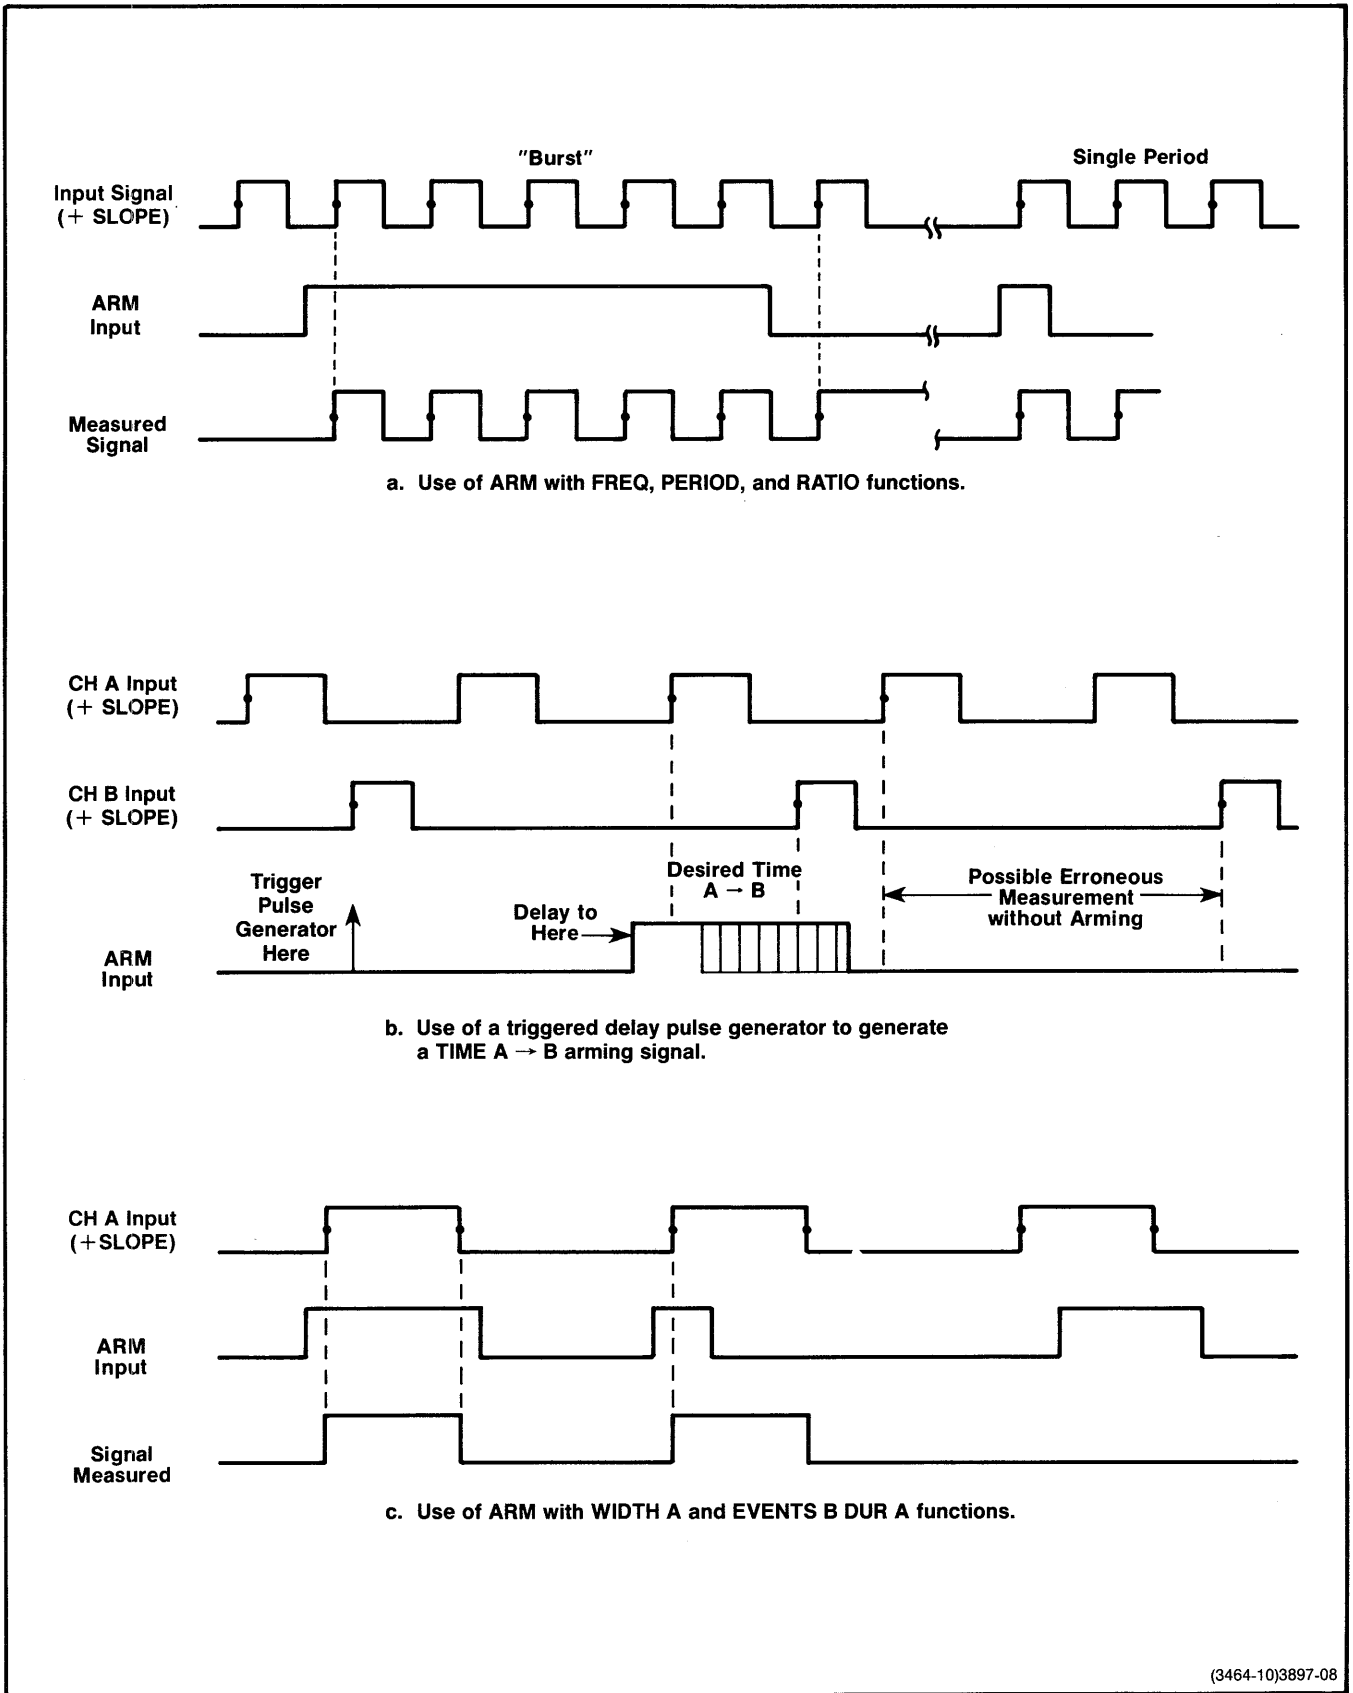 "Burst"
Single Period
Input Signal
(+ SLOPE)
ARM
Input
Measured
Signal
a. Use of ARM with FREQ, PERIOD, and RATIO functions.
CH A Input
(+ SLOPE)
CH B Input
(+ SLOPE)
Trigger
Pulse
Generator
Here
Delay to
Here
Desired Time
A → B
Possible Erroneous
Measurement
without Arming
ARM
Input
b. Use of a triggered delay pulse generator to generate
a TIME A → B arming signal.
CH A Input
(+SLOPE)
ARM
Input
Signal
Measured
c. Use of ARM with WIDTH A and EVENTS B DUR A functions.
(3464-10)3897-08